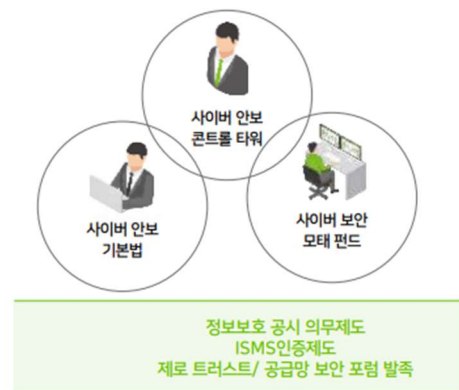 사이버 안보
콘트롤 타워
사이버 안보
기본법
사이버 보안
모태 펀드
정보보호 공시 의무제도
ISMS인증제도
제로 트러스트/ 공급망 보안 포럼 발족